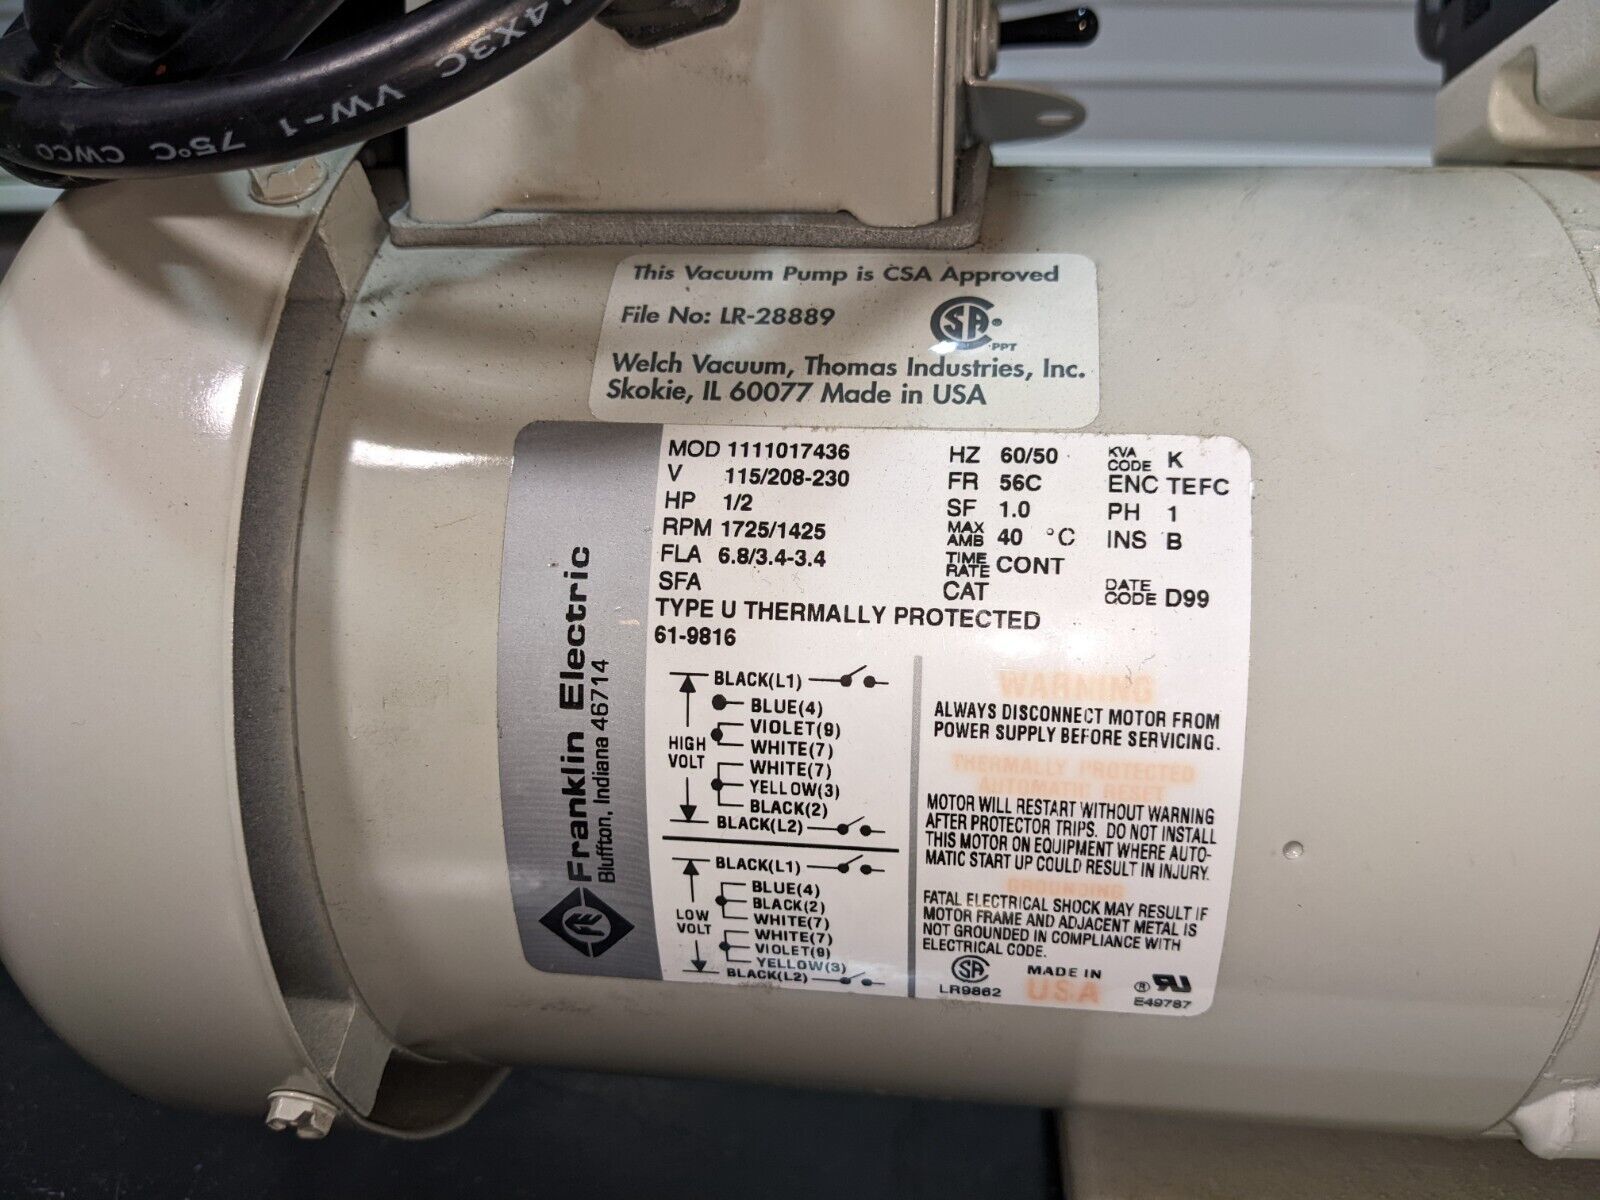 14X3C VW-1 75°C CWCO
This Vacuum Pump is CSA Approved
File No: LR-28889
CSA ®
PPT
Welch Vacuum, Thomas Industries, Inc.
Skokie, IL 60077 Made in USA
Franklin Electric
Bluffton, Indiana 46714
FE
MOD 1111017436
V 115/208-230
HP 1/2
RPM 1725/1425
FLA 6.8/3.4-3.4
SFA
HZ 60/50
FR 56C
SF 1.0
MAX AMB 40 °C
TIME RATE CONT
CAT
KVA CODE K
ENC TEFC
PH 1
INS B
DATE CODE D99
TYPE U THERMALLY PROTECTED
61-9816
HIGH VOLT
BLACK(L1)
BLUE(4)
VIOLET(9)
WHITE(7)
WHITE(7)
YELLOW(3)
BLACK(2)
BLACK(L2)
LOW VOLT
BLACK(L1)
BLUE(4)
BLACK(2)
WHITE(7)
WHITE(7)
VIOLET(9)
YELLOW(3)
BLACK(L2)
WARNING
ALWAYS DISCONNECT MOTOR FROM
POWER SUPPLY BEFORE SERVICING.
THERMALLY PROTECTED
AUTOMATIC RESET
MOTOR WILL RESTART WITHOUT WARNING
AFTER PROTECTOR TRIPS. DO NOT INSTALL
THIS MOTOR ON EQUIPMENT WHERE AUTO-
MATIC START UP COULD RESULT IN INJURY.
GROUNDING
FATAL ELECTRICAL SHOCK MAY RESULT IF
MOTOR FRAME AND ADJACENT METAL IS
NOT GROUNDED IN COMPLIANCE WITH
ELECTRICAL CODE.
CSA
LR9862
MADE IN
USA
® RU
E49787